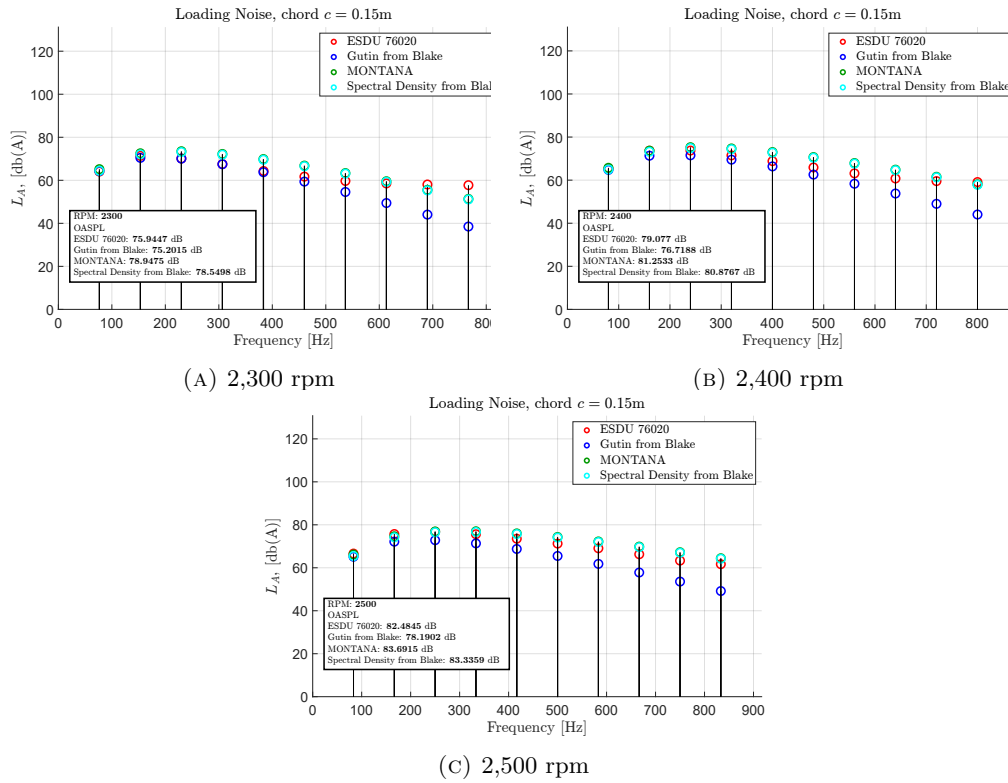 Loading Noise, chord c = 0.15m
120
100
80
60
40
20
0
L_A, [db(A)]
ESDU 76020
Gutin from Blake
MONTANA
Spectral Density from Blak
RPM: 2300
OASPL
ESDU 76020: 75.9447 dB
Gutin from Blake: 75.2015 dB
MONTANA: 78.9475 dB
Spectral Density from Blake: 78.5498 dB
0 100 200 300 400 500 600 700 80
Frequency [Hz]
(A) 2,300 rpm
Loading Noise, chord c = 0.15m
120
100
80
60
40
20
0
L_A, [db(A)]
ESDU 76020
Gutin from Blake
MONTANA
Spectral Density from Blake
RPM: 2400
OASPL
ESDU 76020: 79.077 dB
Gutin from Blake: 76.7188 dB
MONTANA: 81.2533 dB
Spectral Density from Blake: 80.8767 dB
0 100 200 300 400 500 600 700 800
Frequency [Hz]
(B) 2,400 rpm
Loading Noise, chord c = 0.15m
120
100
80
60
40
20
0
L_A, [db(A)]
ESDU 76020
Gutin from Blake
MONTANA
Spectral Density from Blake
RPM: 2500
OASPL
ESDU 76020: 82.4845 dB
Gutin from Blake: 78.1902 dB
MONTANA: 83.6915 dB
Spectral Density from Blake: 83.3359 dB
0 100 200 300 400 500 600 700 800 900
Frequency [Hz]
(C) 2,500 rpm